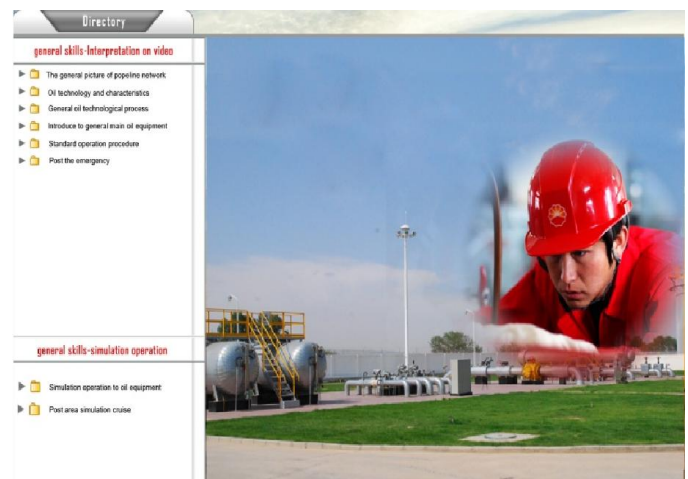 Directory
general skills-Interpretation on video
The general picture of popeline network
Oil technology and characteristics
General oil technological process
Introduce to general main oil equipment
Standard operation procedure
Post the emergency
general skills-simulation operation
Simulation operation to oil equipment
Post area simulation cruise